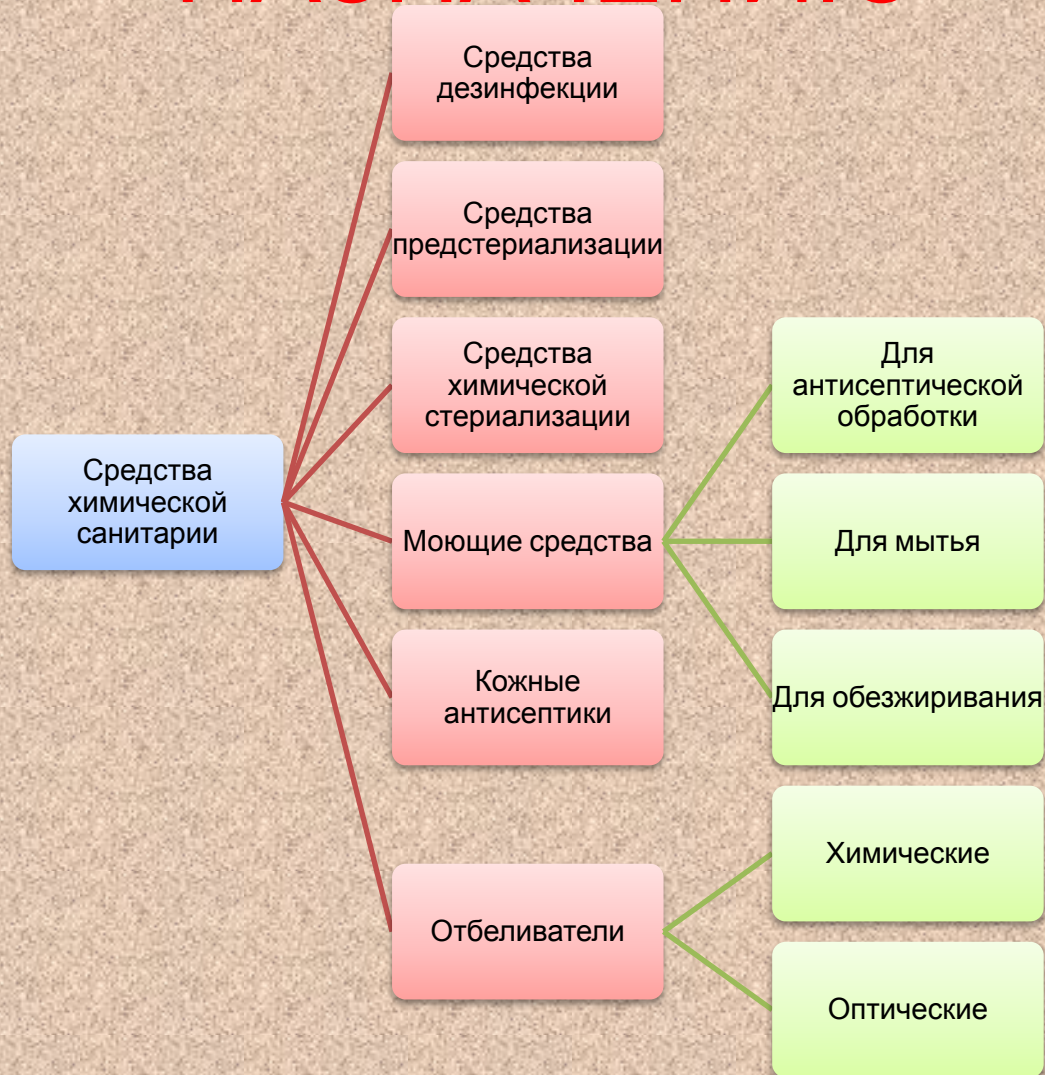 Средства
химической
санитарии
Средства
дезинфекции
Средства
предстериализации
Средства
химической
стериализации
Моющие средства
Кожные
антисептики
Отбеливатели
Для
антисептической
обработки
Для мытья
Для обезжиривания
Химические
Оптические